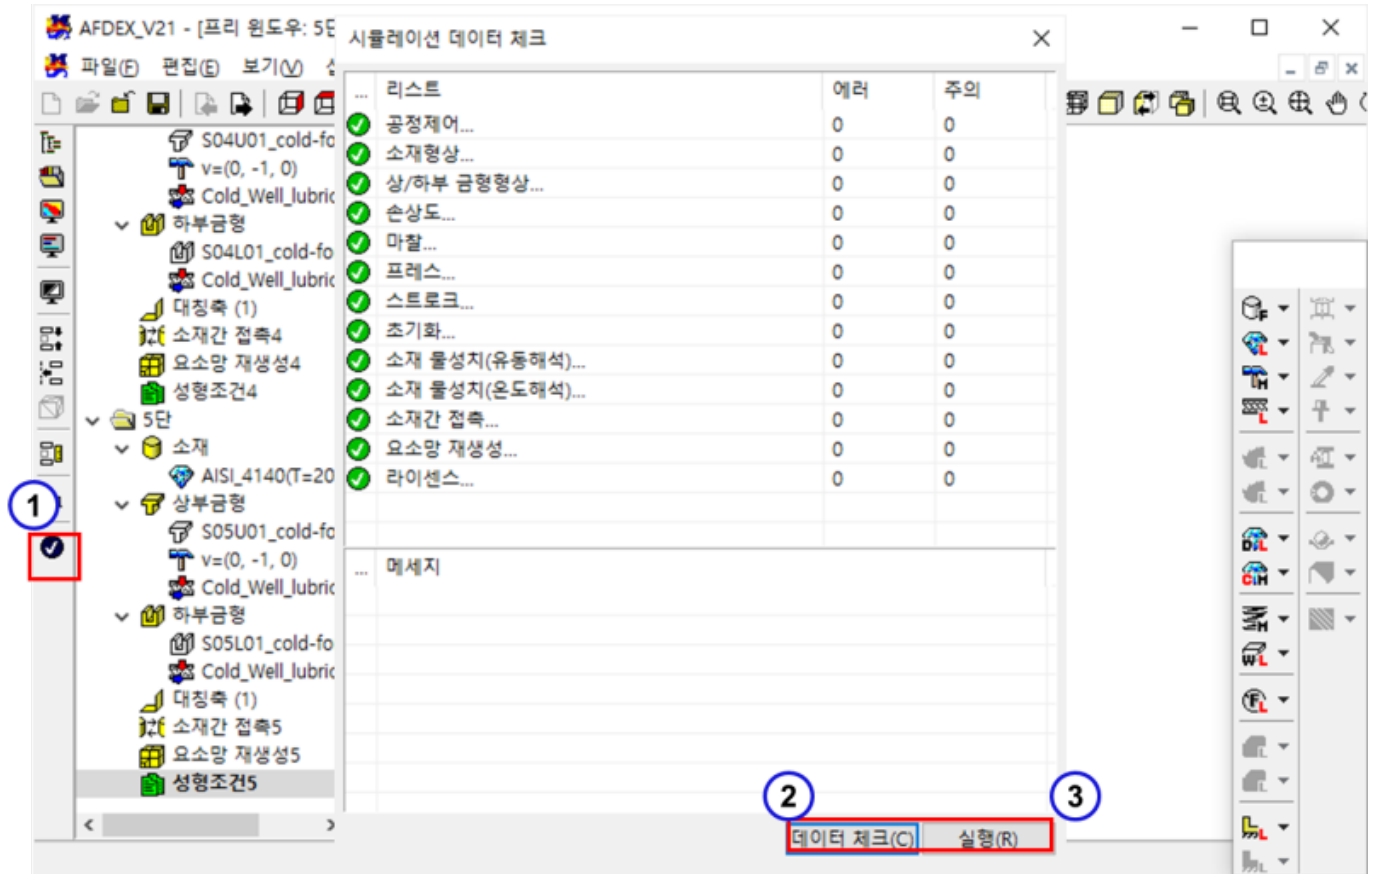 AFDEX_V21 - [프리 윈도우: 5단
파일(F) 편집(E) 보기(V)
S04U01_cold-fo
v=(0, -1, 0)
Cold_Well_lubric
하부금형
S04L01_cold-fo
Cold_Well_lubric
대칭축 (1)
소재간 접촉4
요소망 재생성4
성형조건4
5단
소재
AISI_4140(T=20
상부금형
S05U01_cold-fo
v=(0, -1, 0)
Cold_Well_lubric
하부금형
S05L01_cold-fo
Cold_Well_lubric
대칭축 (1)
소재간 접촉5
요소망 재생성5
성형조건5
1
시뮬레이션 데이터 체크
... 리스트 에러 주의
공정제어... 0 0
소재형상... 0 0
상/하부 금형형상... 0 0
손상도... 0 0
마찰... 0 0
프레스... 0 0
스트로크... 0 0
초기화... 0 0
소재 물성치(유동해석)... 0 0
소재 물성치(온도해석)... 0 0
소재간 접촉... 0 0
요소망 재생성... 0 0
라이센스... 0 0
... 메세지
2
3
데이터 체크(C) 실행(R)
F
L
M
L
L
L
DL
CiM
M
WL
FL
L
L
L
L